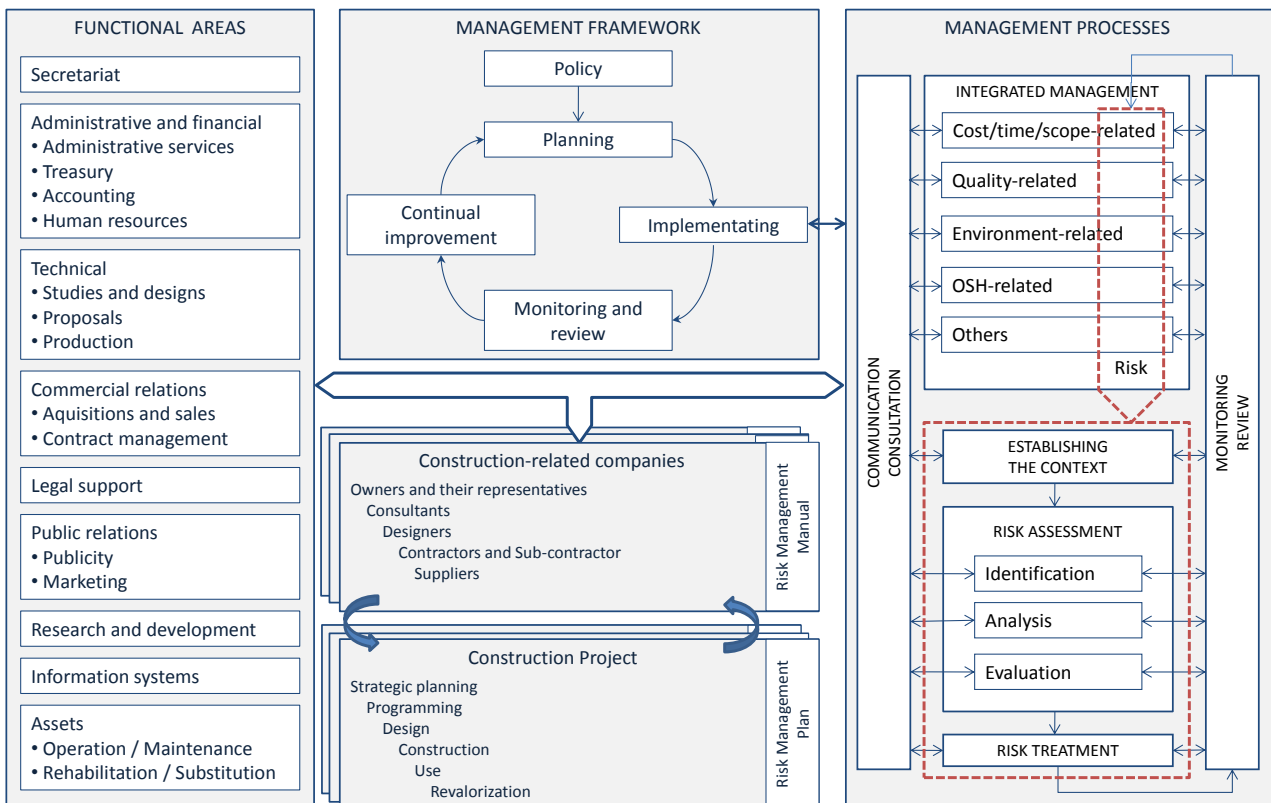 FUNCTIONAL AREAS
Secretariat
Administrative and financial
• Administrative services
• Treasury
• Accounting
• Human resources
Technical
• Studies and designs
• Proposals
• Production
Commercial relations
• Aquisitions and sales
• Contract management
Legal support
Public relations
• Publicity
• Marketing
Research and development
Information systems
Assets
• Operation / Maintenance
• Rehabilitation / Substitution
MANAGEMENT FRAMEWORK
Policy
Planning
Continual
improvement
Implementating
Monitoring and
review
Construction-related companies
Owners and their representatives
Consultants
Designers
Contractors and Sub-contractor
Suppliers
Risk Management
Manual
Construction Project
Strategic planning
Programming
Design
Construction
Use
Revalorization
Risk Management
Plan
MANAGEMENT PROCESSES
COMMUNICATION
CONSULTATION
INTEGRATED MANAGEMENT
Cost/time/scope-related
Quality-related
Environment-related
OSH-related
Others
Risk
ESTABLISHING
THE CONTEXT
RISK ASSESSMENT
Identification
Analysis
Evaluation
RISK TREATMENT
MONITORING
REVIEW